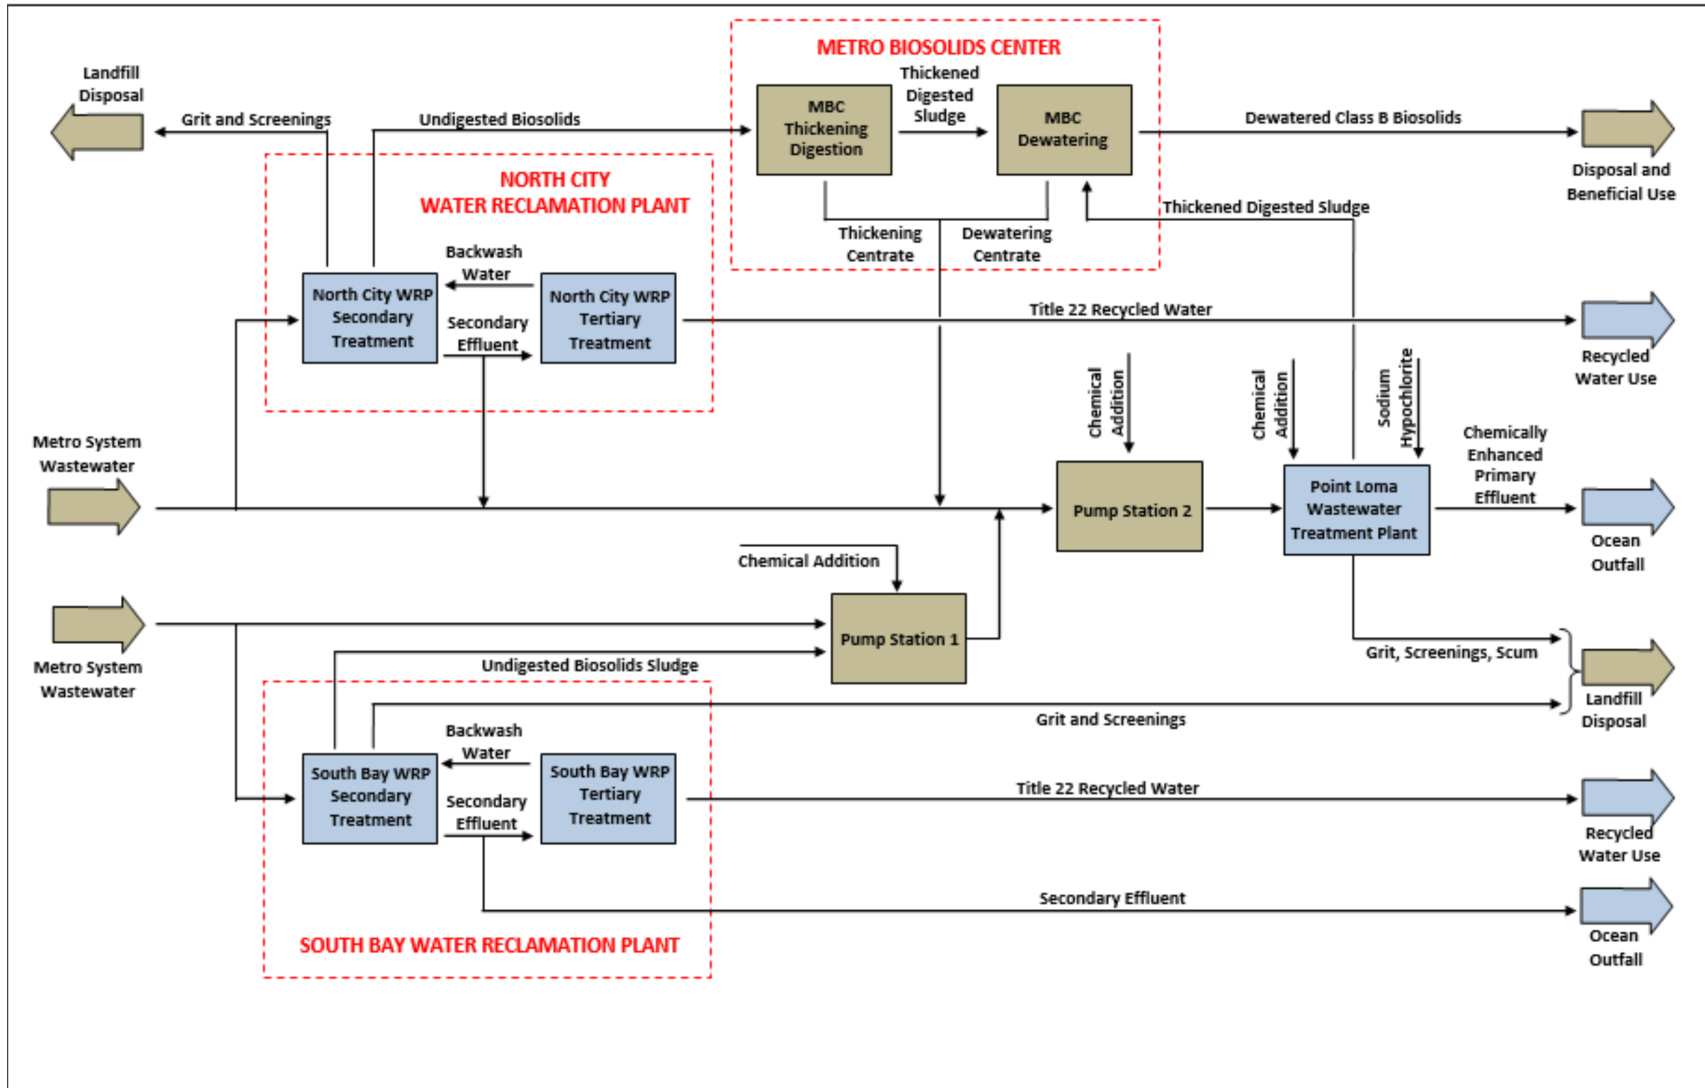 METRO BIOSOLIDS CENTER
Landfill
Disposal
Grit and Screenings
Undigested Biosolids
MBC
Thickening
Digestion
Thickened
Digested
Sludge
MBC
Dewatering
Dewatered Class B Biosolids
Disposal and
Beneficial Use
NORTH CITY
WATER RECLAMATION PLANT
Thickening
Centrate
Dewatering
Centrate
Thickened Digested Sludge
Backwash
Water
North City WRP
Secondary
Treatment
Secondary
Effluent
North City WRP
Tertiary
Treatment
Title 22 Recycled Water
Recycled
Water Use
Chemical
Addition
Chemical
Addition
Sodium
Hypochlorite
Metro System
Wastewater
Pump Station 2
Point Loma
Wastewater
Treatment Plant
Chemically
Enhanced
Primary
Effluent
Ocean
Outfall
Chemical Addition
Pump Station 1
Metro System
Wastewater
Undigested Biosolids Sludge
Grit, Screenings, Scum
Grit and Screenings
Landfill
Disposal
Backwash
Water
South Bay WRP
Secondary
Treatment
Secondary
Effluent
South Bay WRP
Tertiary
Treatment
Title 22 Recycled Water
Recycled
Water Use
Secondary Effluent
Ocean
Outfall
SOUTH BAY WATER RECLAMATION PLANT